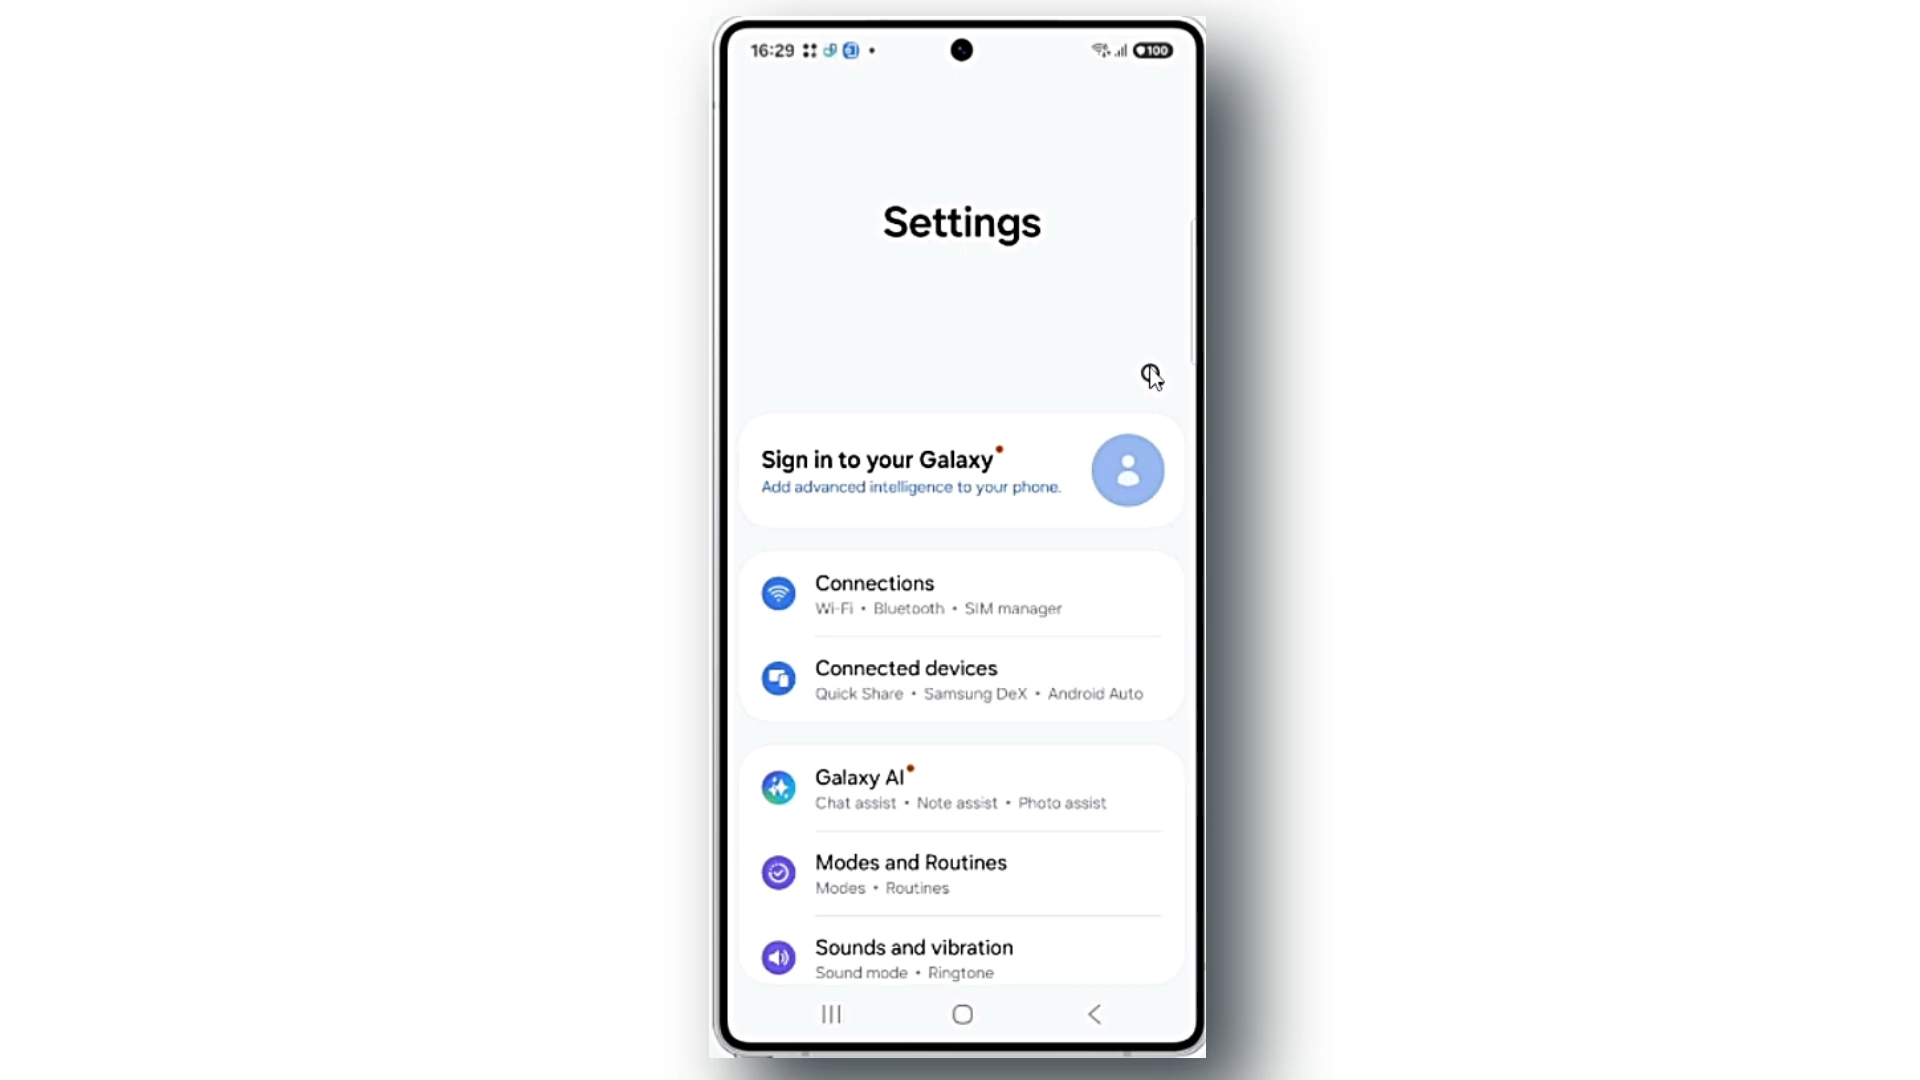 16:29
100
Settings
Sign in to your Galaxy
Add advanced intelligence to your phone.
Connections
Wi-Fi • Bluetooth • SIM manager
Connected devices
Quick Share • Samsung DeX • Android Auto
Galaxy AI
Chat assist • Note assist • Photo assist
Modes and Routines
Modes • Routines
Sounds and vibration
Sound mode • Ringtone